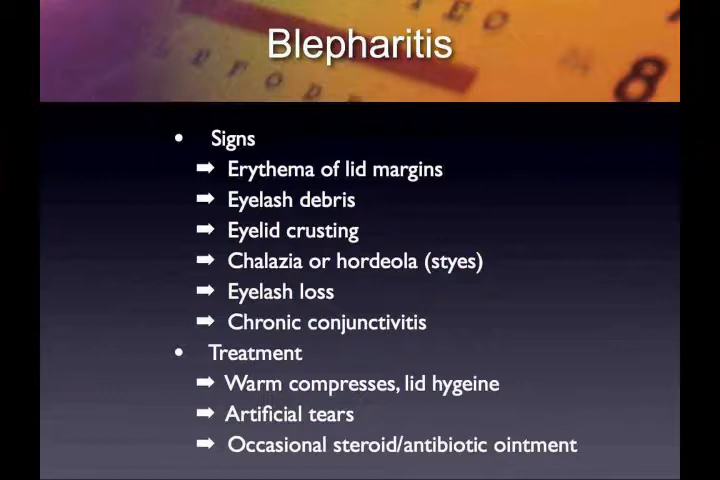 Blepharitis
• Signs
➡ Erythema of lid margins
➡ Eyelash debris
➡ Eyelid crusting
➡ Chalazia or hordeola (styes)
➡ Eyelash loss
➡ Chronic conjunctivitis
• Treatment
➡ Warm compresses, lid hygeine
➡ Artificial tears
➡ Occasional steroid/antibiotic ointment